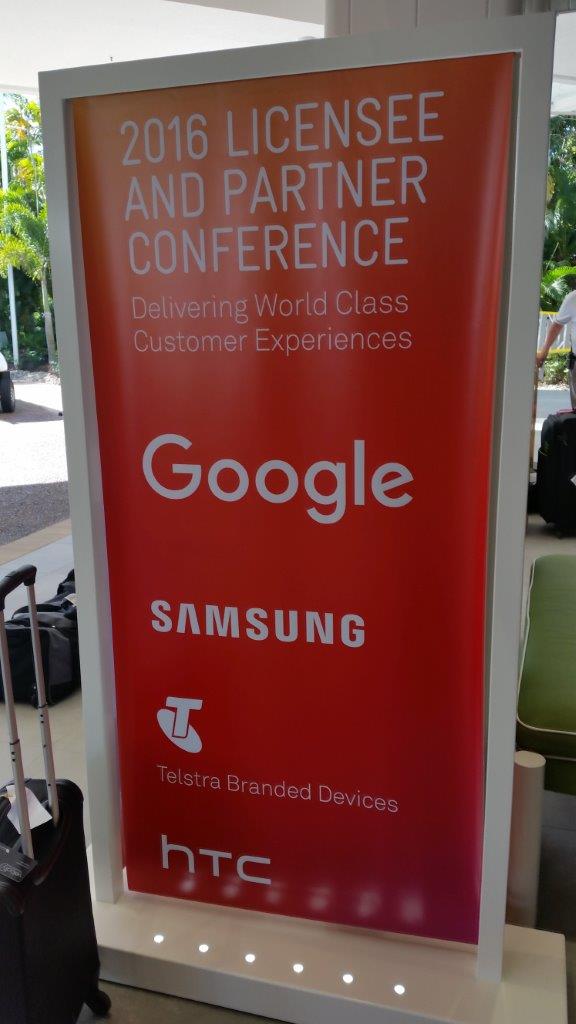 2016 LICENSEE
AND PARTNER
CONFERENCE
Delivering World Class
Customer Experiences
Google
SAMSUNG
T
Telstra Branded Devices
hTC